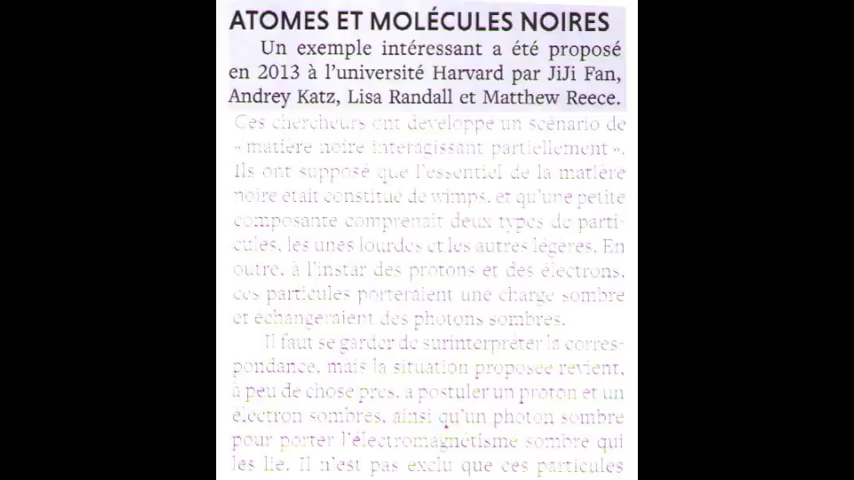 ATOMES ET MOLÉCULES NOIRES
Un exemple intéressant a été proposé
en 2013 à l'université Harvard par JiJi Fan,
Andrey Katz, Lisa Randall et Matthew Reece.
Ces chercheurs ont développé un scénario de
« matière noire interagissant partiellement ».
Ils ont supposé que l'essentiel de la matière
noire était constitué de wimps, et qu'une petite
composante comprenait deux types de parti-
cules, les unes lourdes et les autres légères. En
outre, à l'instar des protons et des électrons,
ces particules porteraient une charge sombre
et échangeraient des photons sombres.
Il faut se garder de surinterpréter la corres-
pondance, mais la situation proposée revient,
à peu de chose près, à postuler un proton et un
électron sombres, ainsi qu'un photon sombre
pour porter l'électromagnétisme sombre qui
les lie. Il n'est pas exclu que ces particules